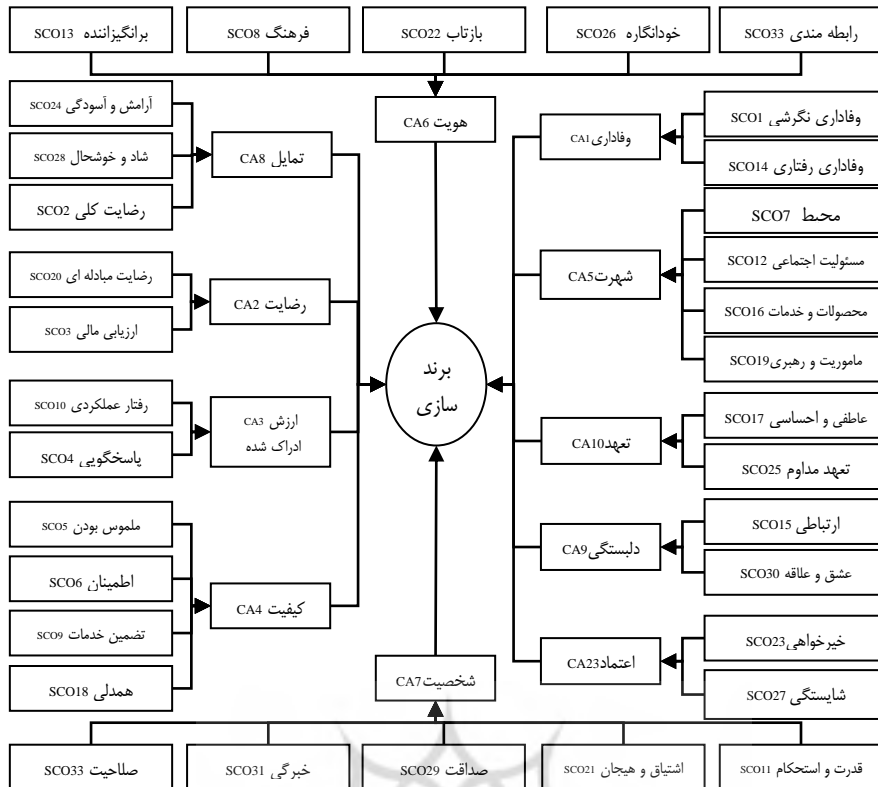 رابطه مندی SCO33
خودانگاره SCO26
بازتاب SCO22
فرهنگ SCO8
برانگیزاننده SCO13
هویت CA6
وفاداری نگرشی SCO1
وفاداری رفتاری SCO14
وفاداری CA1
محیط SCO7
مسئولیت اجتماعی SCO12
محصولات و خدمات SCO16
ماموریت و رهبری SCO19
شهرت CA5
عاطفی و احساسی SCO17
تعهد مداوم SCO25
تعهد CA10
ارتباطی SCO15
عشق و علاقه SCO30
دلبستگی CA9
خیرخواهی SCO23
شایستگی SCO27
اعتماد CA23
برند
سازی
تمایل CA8
آرامش و آسودگی SCO24
شاد و خوشحال SCO28
رضایت کلی SCO2
رضایت CA2
رضایت مبادله ای SCO20
ارزیابی مالی SCO3
ارزش CA3
ادراک شده
رفتار عملکردی SCO10
پاسخگویی SCO4
کیفیت CA4
ملموس بودن SCO5
اطمینان SCO6
تضمین خدمات SCO9
همدلی SCO18
شخصیت CA7
قدرت و استحکام SCO11
اشتیاق و هیجان SCO21
صداقت SCO29
خبرگی SCO31
صلاحیت SCO33